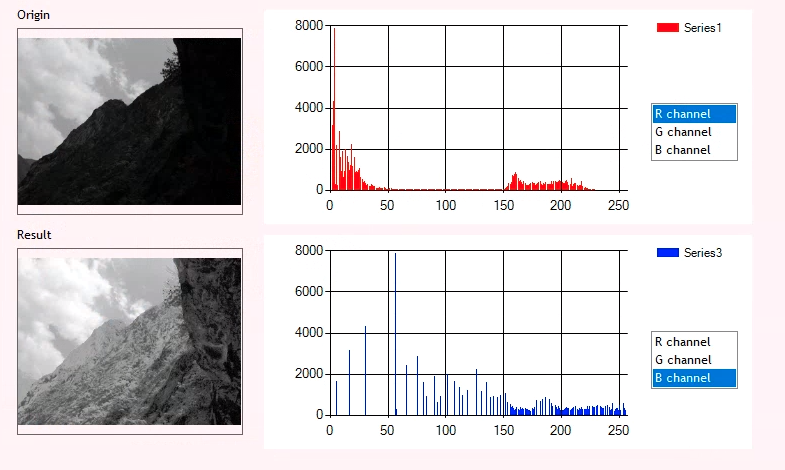 Origin
8000
6000
4000
2000
0
0 50 100 150 200 250
Series1
R channel
G channel
B channel
Result
8000
6000
4000
2000
0
0 50 100 150 200 250
Series3
R channel
G channel
B channel